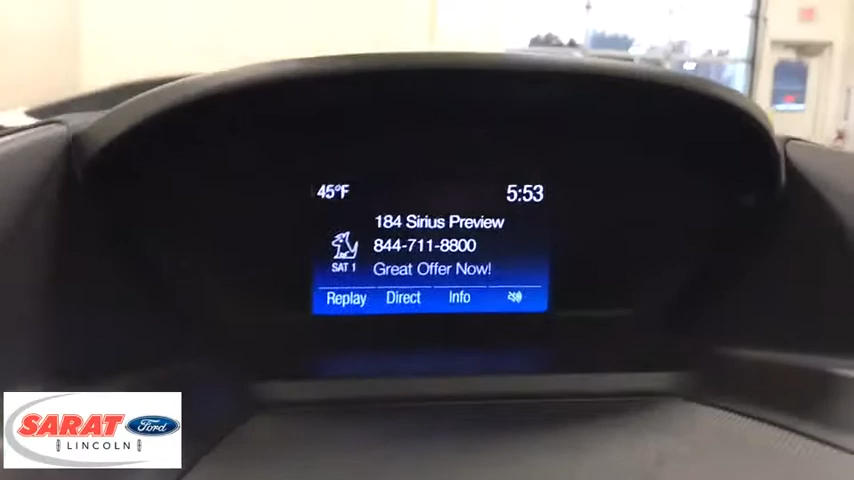 45°F 5:53
184 Sirius Preview
844-711-8800
SAT 1 Great Offer Now!
Replay Direct Info
SARAT Ford
LINCOLN